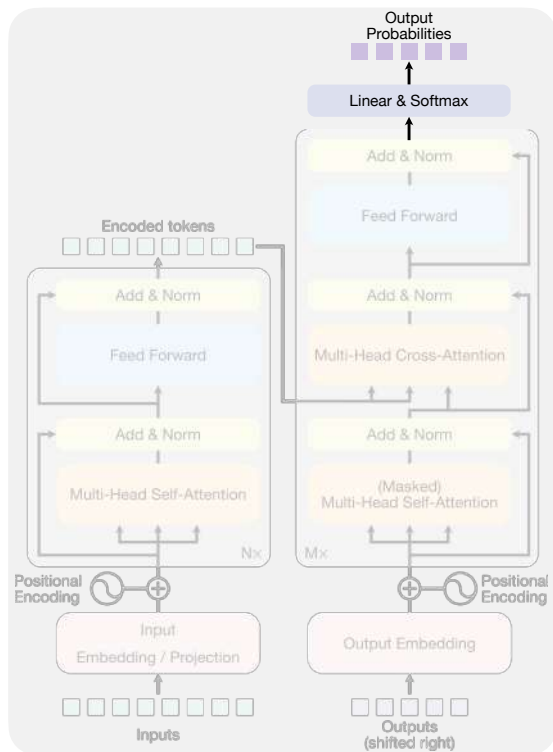 Output
Probabilities
Linear & Softmax
Add & Norm
Feed Forward
Encoded tokens
Add & Norm
Add & Norm
Feed Forward
Multi-Head Cross-Attention
Add & Norm
Add & Norm
Multi-Head Self-Attention
(Masked)
Multi-Head Self-Attention
N×
M×
Positional
Encoding
Positional
Encoding
Input
Embedding / Projection
Output Embedding
Inputs
Outputs
(shifted right)